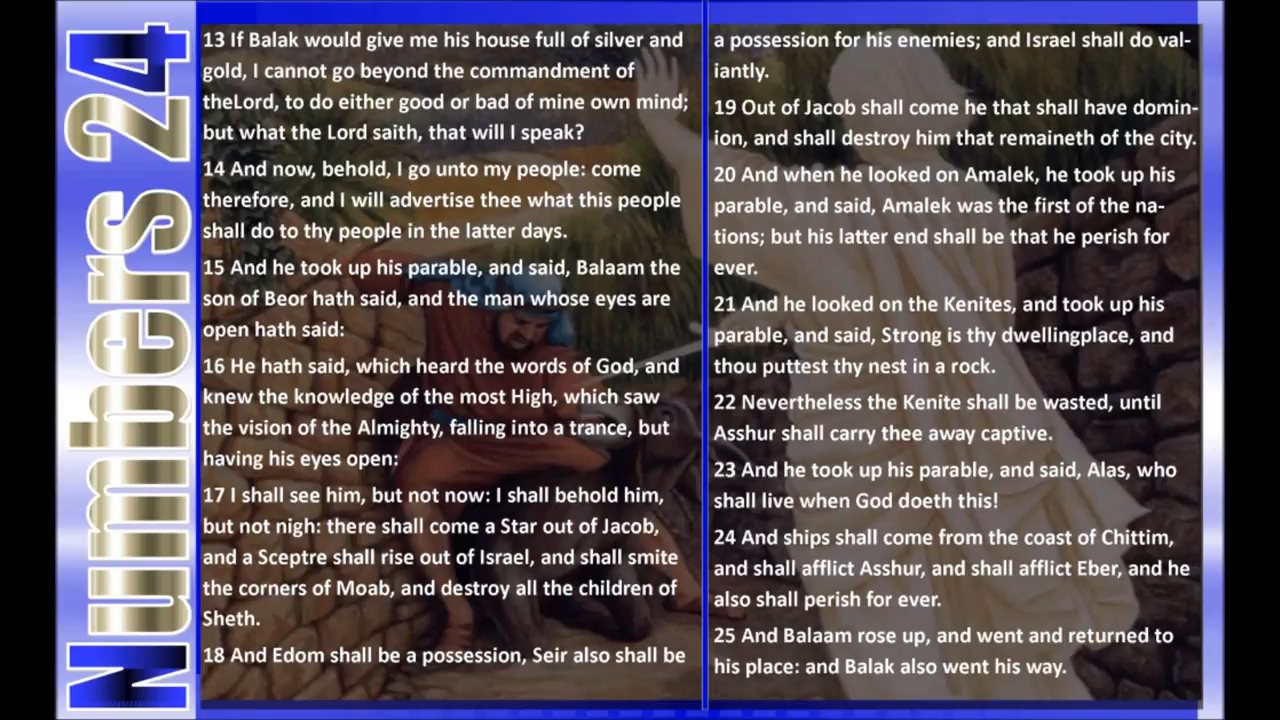 Numbers 24
13 If Balak would give me his house full of silver and
gold, I cannot go beyond the commandment of
theLord, to do either good or bad of mine own mind;
but what the Lord saith, that will I speak?
14 And now, behold, I go unto my people: come
therefore, and I will advertise thee what this people
shall do to thy people in the latter days.
15 And he took up his parable, and said, Balaam the
son of Beor hath said, and the man whose eyes are
open hath said:
16 He hath said, which heard the words of God, and
knew the knowledge of the most High, which saw
the vision of the Almighty, falling into a trance, but
having his eyes open:
17 I shall see him, but not now: I shall behold him,
but not nigh: there shall come a Star out of Jacob,
and a Sceptre shall rise out of Israel, and shall smite
the corners of Moab, and destroy all the children of
Sheth.
18 And Edom shall be a possession, Seir also shall be
a possession for his enemies; and Israel shall do val-
iantly.
19 Out of Jacob shall come he that shall have domin-
ion, and shall destroy him that remaineth of the city.
20 And when he looked on Amalek, he took up his
parable, and said, Amalek was the first of the na-
tions; but his latter end shall be that he perish for
ever.
21 And he looked on the Kenites, and took up his
parable, and said, Strong is thy dwellingplace, and
thou puttest thy nest in a rock.
22 Nevertheless the Kenite shall be wasted, until
Asshur shall carry thee away captive.
23 And he took up his parable, and said, Alas, who
shall live when God doeth this!
24 And ships shall come from the coast of Chittim,
and shall afflict Asshur, and shall afflict Eber, and he
also shall perish for ever.
25 And Balaam rose up, and went and returned to
his place: and Balak also went his way.